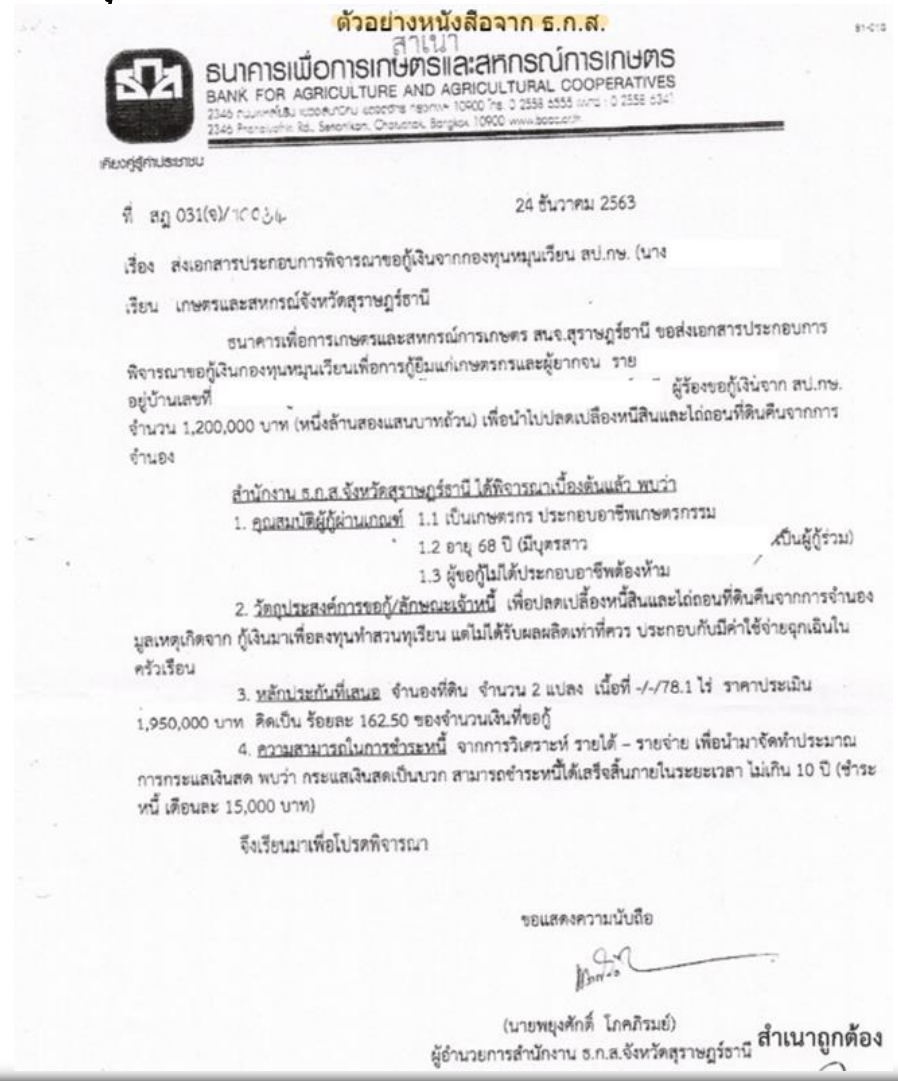 ตัวอย่างหนังสือจาก ธ.ก.ส.
สำเนา
ธนาคารเพื่อการเกษตรและสหกรณ์การเกษตร
BANK FOR AGRICULTURE AND AGRICULTURAL COOPERATIVES
2346 Phaholyothin Rd., Senanikom, Chatuchak, Bangkok 10900 www.baac.or.th
เคียงคู่รู้ค่าประชาชน
ที่ สฎ 031(จ)/
24 ธันวาคม 2563
เรื่อง ส่งเอกสารประกอบการพิจารณาขอกู้เงินจากกองทุนหมุนเวียน สป.กษ. (นาง
เรียน เกษตรและสหกรณ์จังหวัดสุราษฎร์ธานี
ธนาคารเพื่อการเกษตรและสหกรณ์การเกษตร สนจ.สุราษฎร์ธานี ขอส่งเอกสารประกอบการ
พิจารณาขอกู้เงินกองทุนหมุนเวียนเพื่อการกู้ยืมแก่เกษตรกรและผู้ยากจน ราย
อยู่บ้านเลขที่ ผู้ร้องขอกู้เงินจาก สป.กษ.
จำนวน 1,200,000 บาท (หนึ่งล้านสองแสนบาทถ้วน) เพื่อนำไปปลดเปลื้องหนี้สินและไถ่ถอนที่ดินคืนจากการ
จำนอง
สำนักงาน ธ.ก.ส.จังหวัดสุราษฎร์ธานี ได้พิจารณาเบื้องต้นแล้ว พบว่า
1. คุณสมบัติผู้กู้ผ่านเกณฑ์ 1.1 เป็นเกษตรกร ประกอบอาชีพเกษตรกรรม
1.2 อายุ 68 ปี (มีบุตรสาว เป็นผู้กู้ร่วม)
1.3 ผู้ขอกู้ไม่ได้ประกอบอาชีพต้องห้าม
2. วัตถุประสงค์การขอกู้/ลักษณะเจ้าหนี้ เพื่อปลดเปลื้องหนี้สินและไถ่ถอนที่ดินคืนจากการจำนอง
มูลเหตุเกิดจาก กู้เงินมาเพื่อลงทุนทำสวนทุเรียน แต่ไม่ได้รับผลผลิตเท่าที่ควร ประกอบกับมีค่าใช้จ่ายฉุกเฉินใน
ครัวเรือน
3. หลักประกันที่เสนอ จำนองที่ดิน จำนวน 2 แปลง เนื้อที่ -/-/78.1 ไร่ ราคาประเมิน
1,950,000 บาท คิดเป็น ร้อยละ 162.50 ของจำนวนเงินที่ขอกู้
4. ความสามารถในการชำระหนี้ จากการวิเคราะห์ รายได้ – รายจ่าย เพื่อนำมาจัดทำประมาณ
การกระแสเงินสด พบว่า กระแสเงินสดเป็นบวก สามารถชำระหนี้ได้เสร็จสิ้นภายในระยะเวลา ไม่เกิน 10 ปี (ชำระ
หนี้ เดือนละ 15,000 บาท)
จึงเรียนมาเพื่อโปรดพิจารณา
ขอแสดงความนับถือ
(นายพยุงศักดิ์ โภคภิรมย์)
ผู้อำนวยการสำนักงาน ธ.ก.ส.จังหวัดสุราษฎร์ธานี
สำเนาถูกต้อง